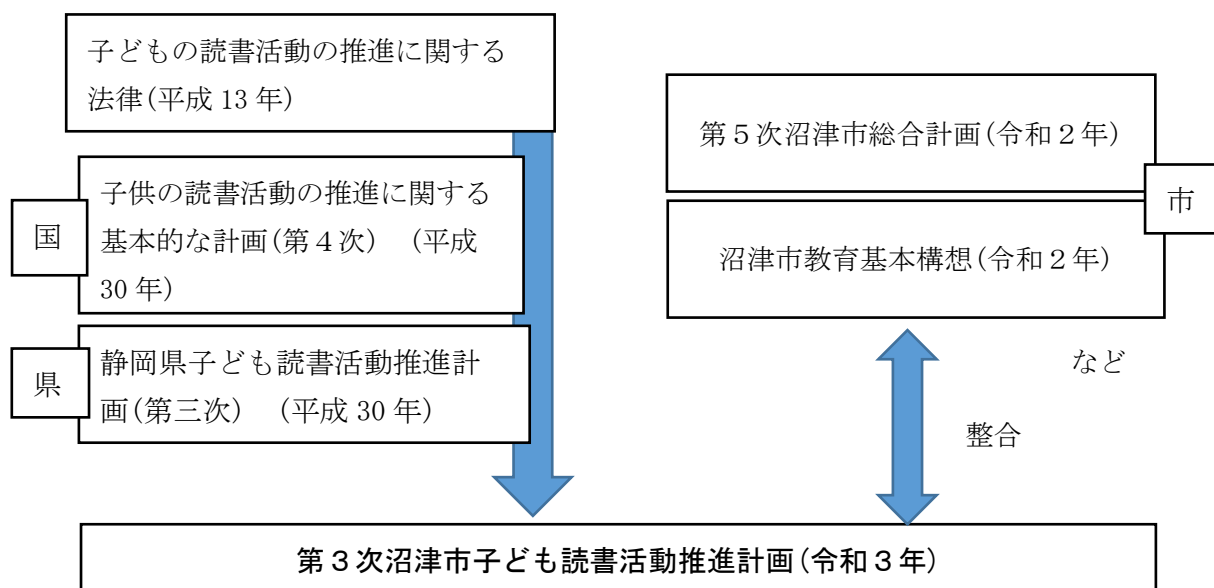 子どもの読書活動の推進に関する
法律(平成 13 年)
国
子供の読書活動の推進に関する
基本的な計画(第４次) (平成
30 年)
県
静岡県子ども読書活動推進計
画(第三次) (平成 30 年)
第５次沼津市総合計画(令和２年)
市
沼津市教育基本構想(令和２年)
など
整合
第３次沼津市子ども読書活動推進計画(令和３年)